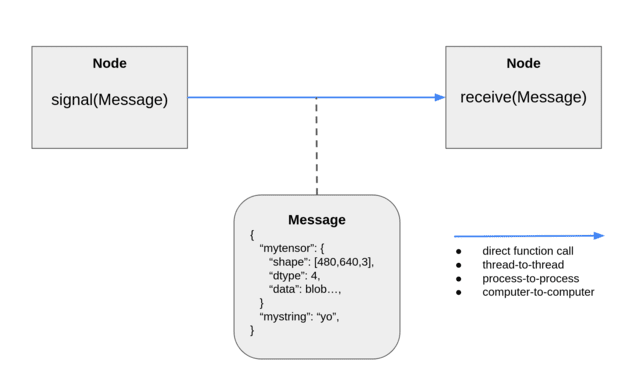 Node
signal(Message)
Node
receive(Message)
Message
{
“mytensor”: {
“shape”: [480,640,3],
“dtype”: 4,
“data”: blob…,
}
“mystring”: “yo”,
}
● direct function call
● thread-to-thread
● process-to-process
● computer-to-computer